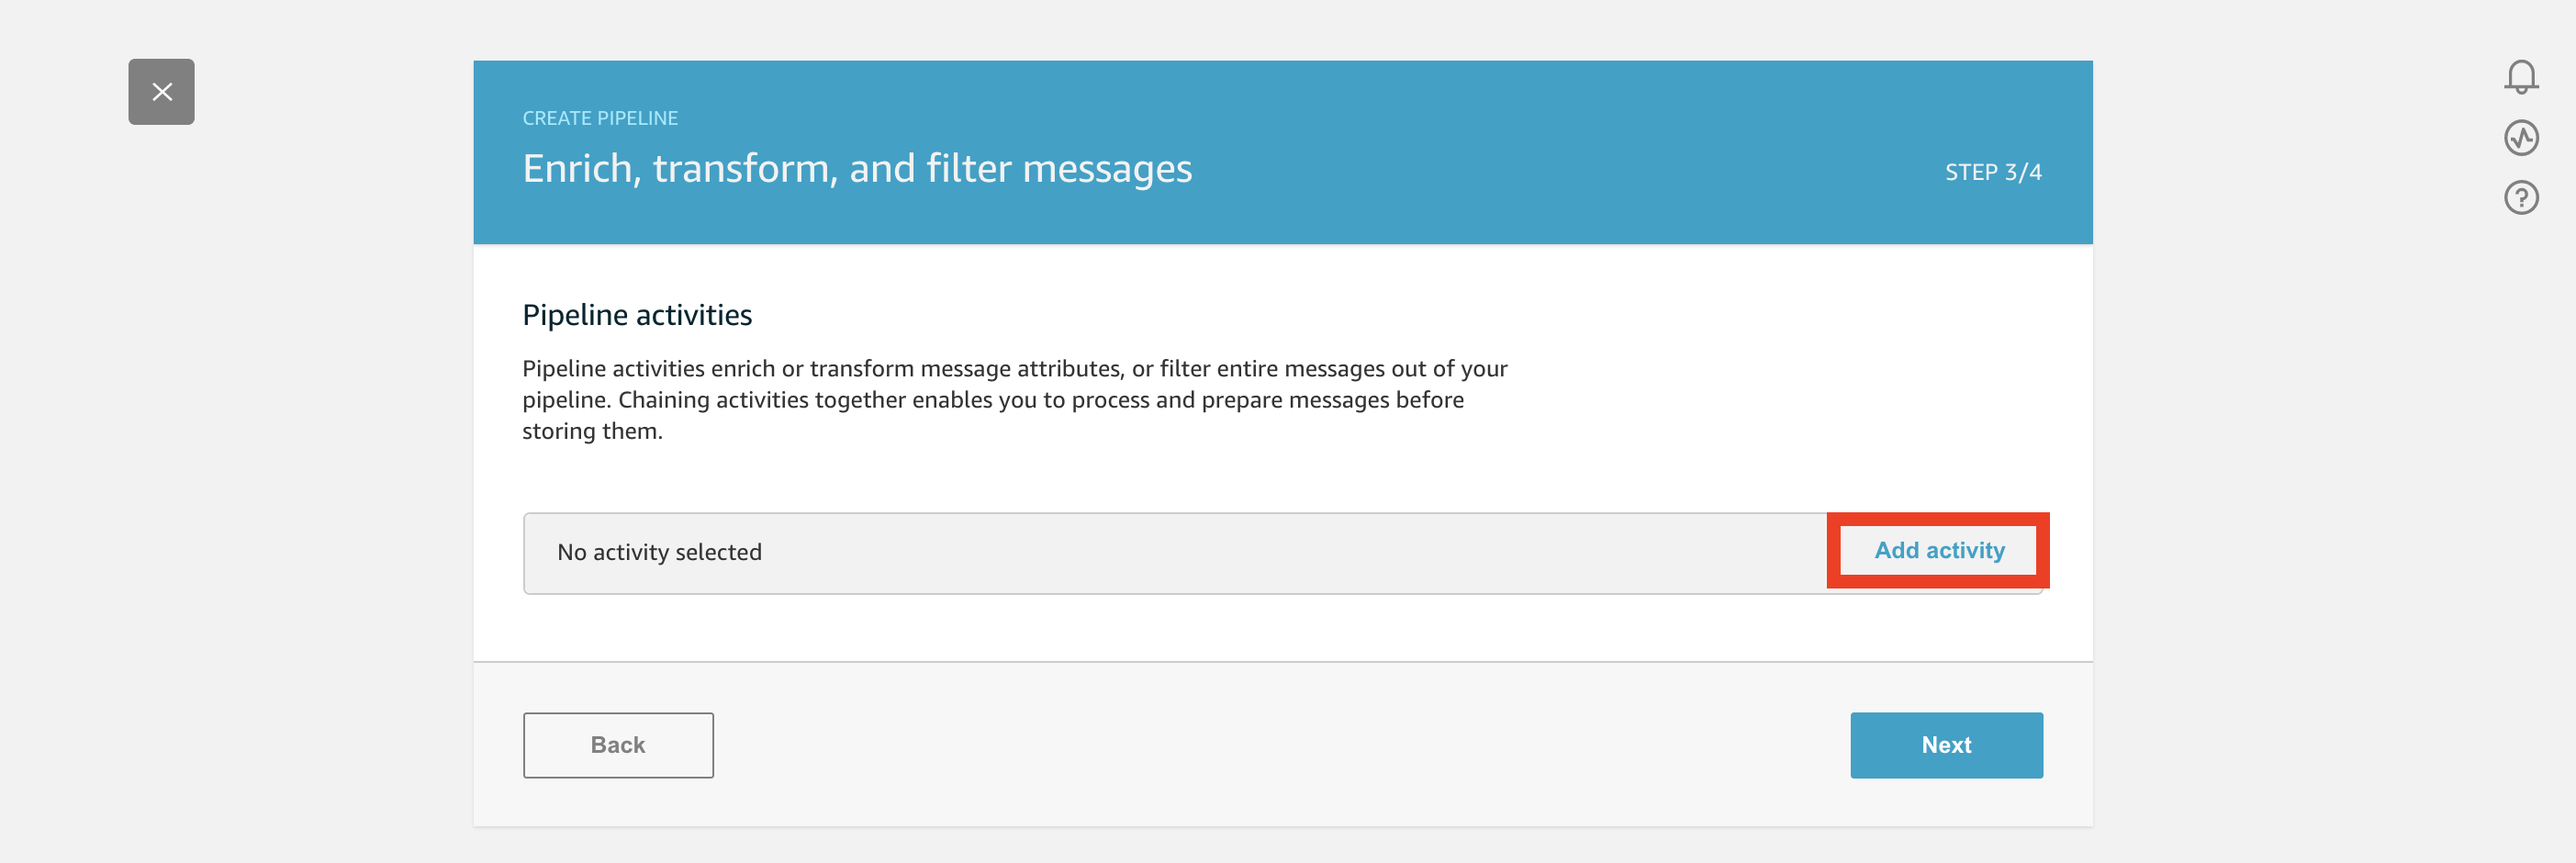 CREATE PIPELINE
Enrich, transform, and filter messages
STEP 3/4
Pipeline activities
Pipeline activities enrich or transform message attributes, or filter entire messages out of your
pipeline. Chaining activities together enables you to process and prepare messages before
storing them.
No activity selected
Add activity
Back
Next